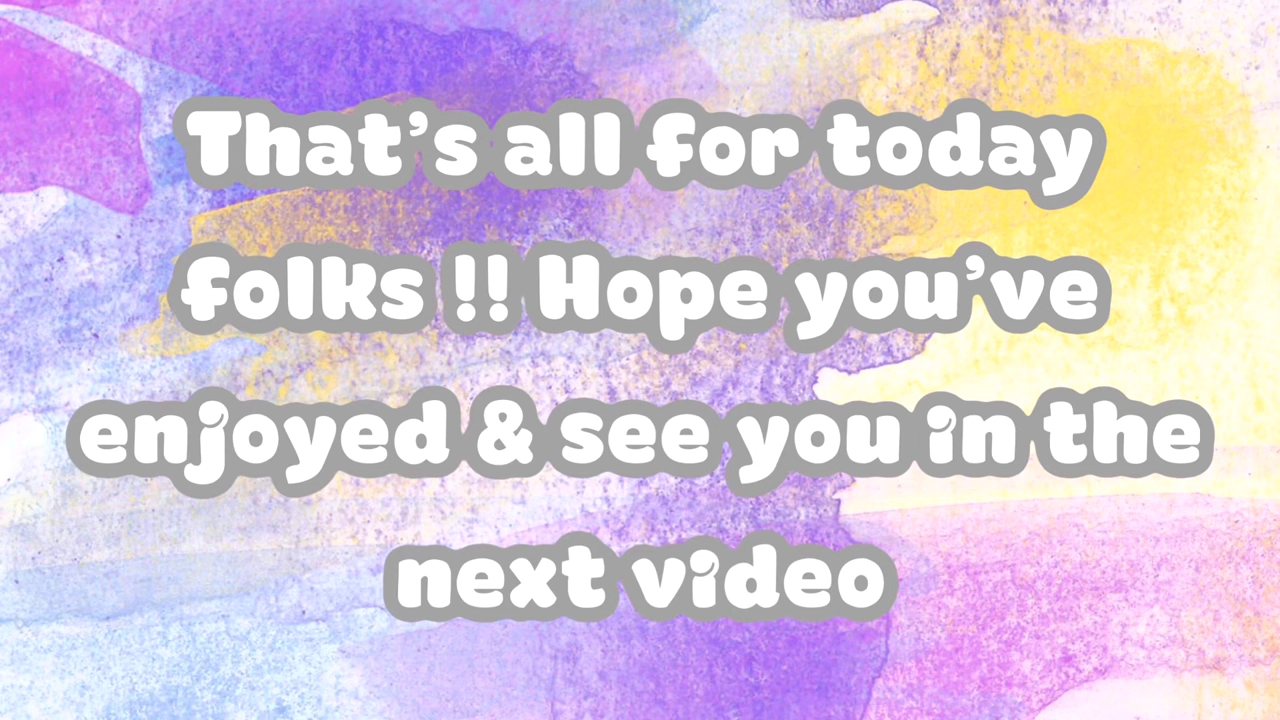 That’s all for today
folks !! Hope you’ve
enjoyed & see you in the
next video